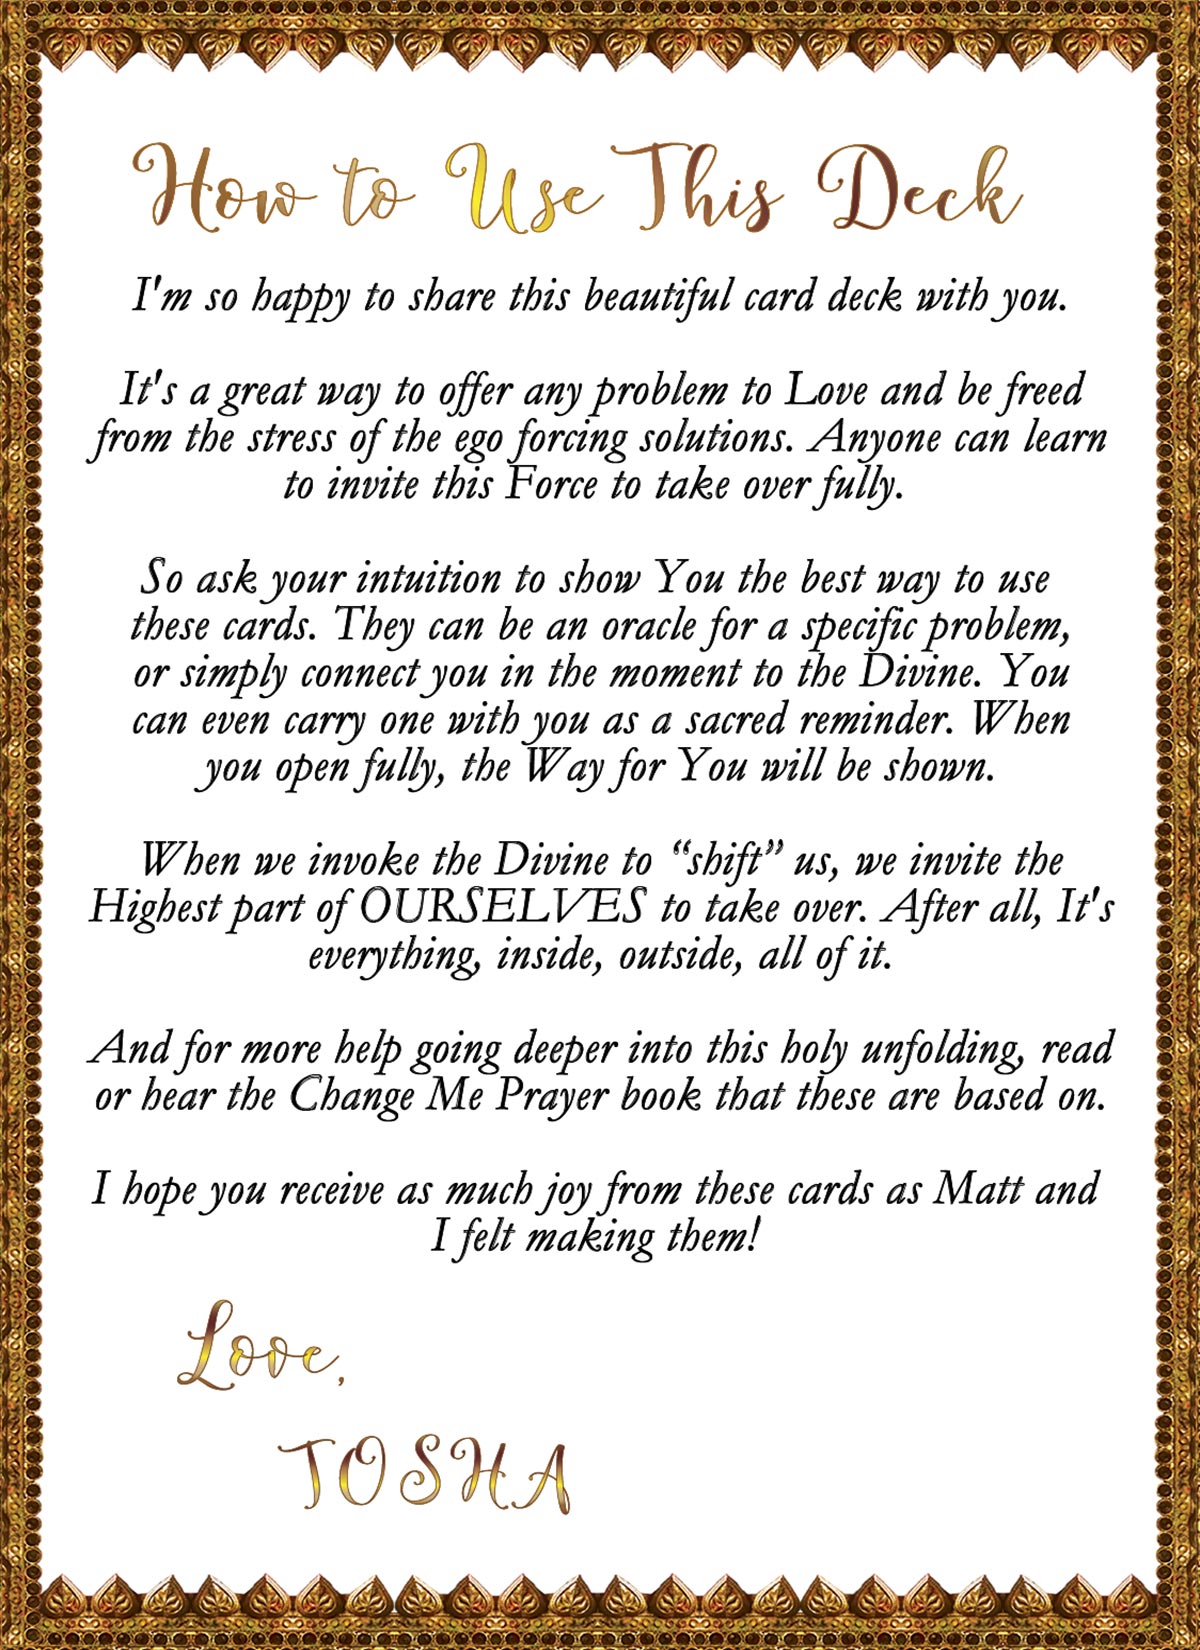 How to Use This Deck
I'm so happy to share this beautiful card deck with you.
It's a great way to offer any problem to Love and be freed
from the stress of the ego forcing solutions. Anyone can learn
to invite this Force to take over fully.
So ask your intuition to show You the best way to use
these cards. They can be an oracle for a specific problem,
or simply connect you in the moment to the Divine. You
can even carry one with you as a sacred reminder. When
you open fully, the Way for You will be shown.
When we invoke the Divine to “shift” us, we invite the
Highest part of OURSELVES to take over. After all, It's
everything, inside, outside, all of it.
And for more help going deeper into this holy unfolding, read
or hear the Change Me Prayer book that these are based on.
I hope you receive as much joy from these cards as Matt and
I felt making them!
Love,
TOSHA